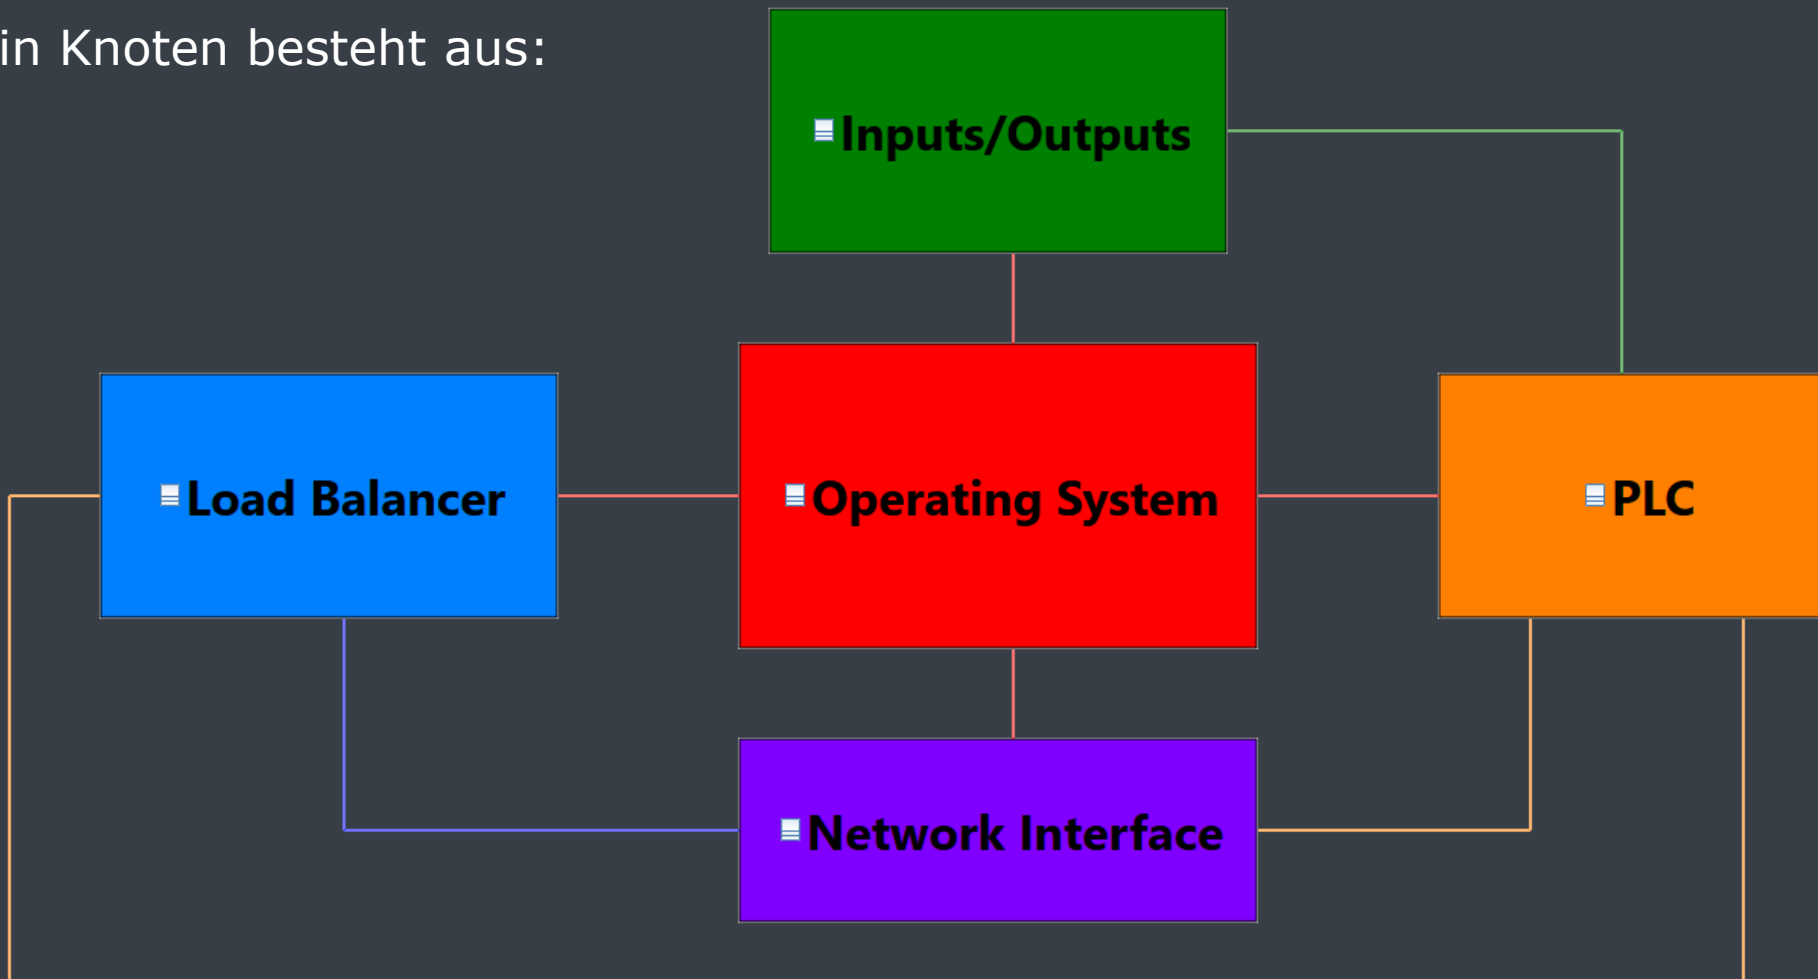 in Knoten besteht aus:
Inputs/Outputs
Load Balancer
Operating System
PLC
Network Interface